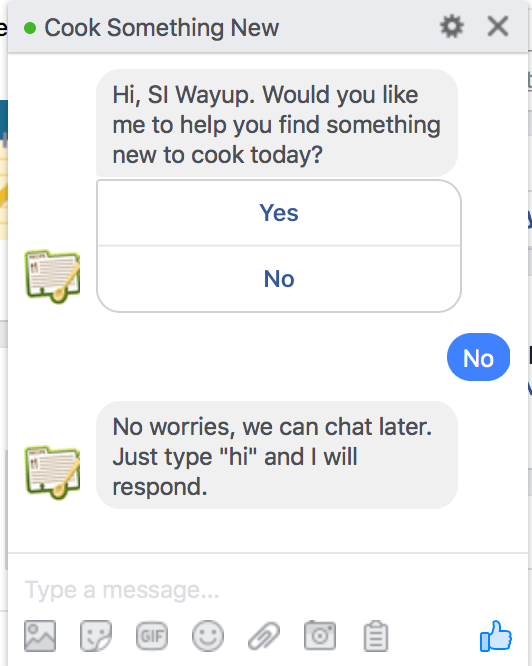 Cook Something New
Hi, SI Wayup. Would you like
me to help you find something
new to cook today?
Yes
No
No
No worries, we can chat later.
Just type "hi" and I will
respond.
Type a message...
GIF